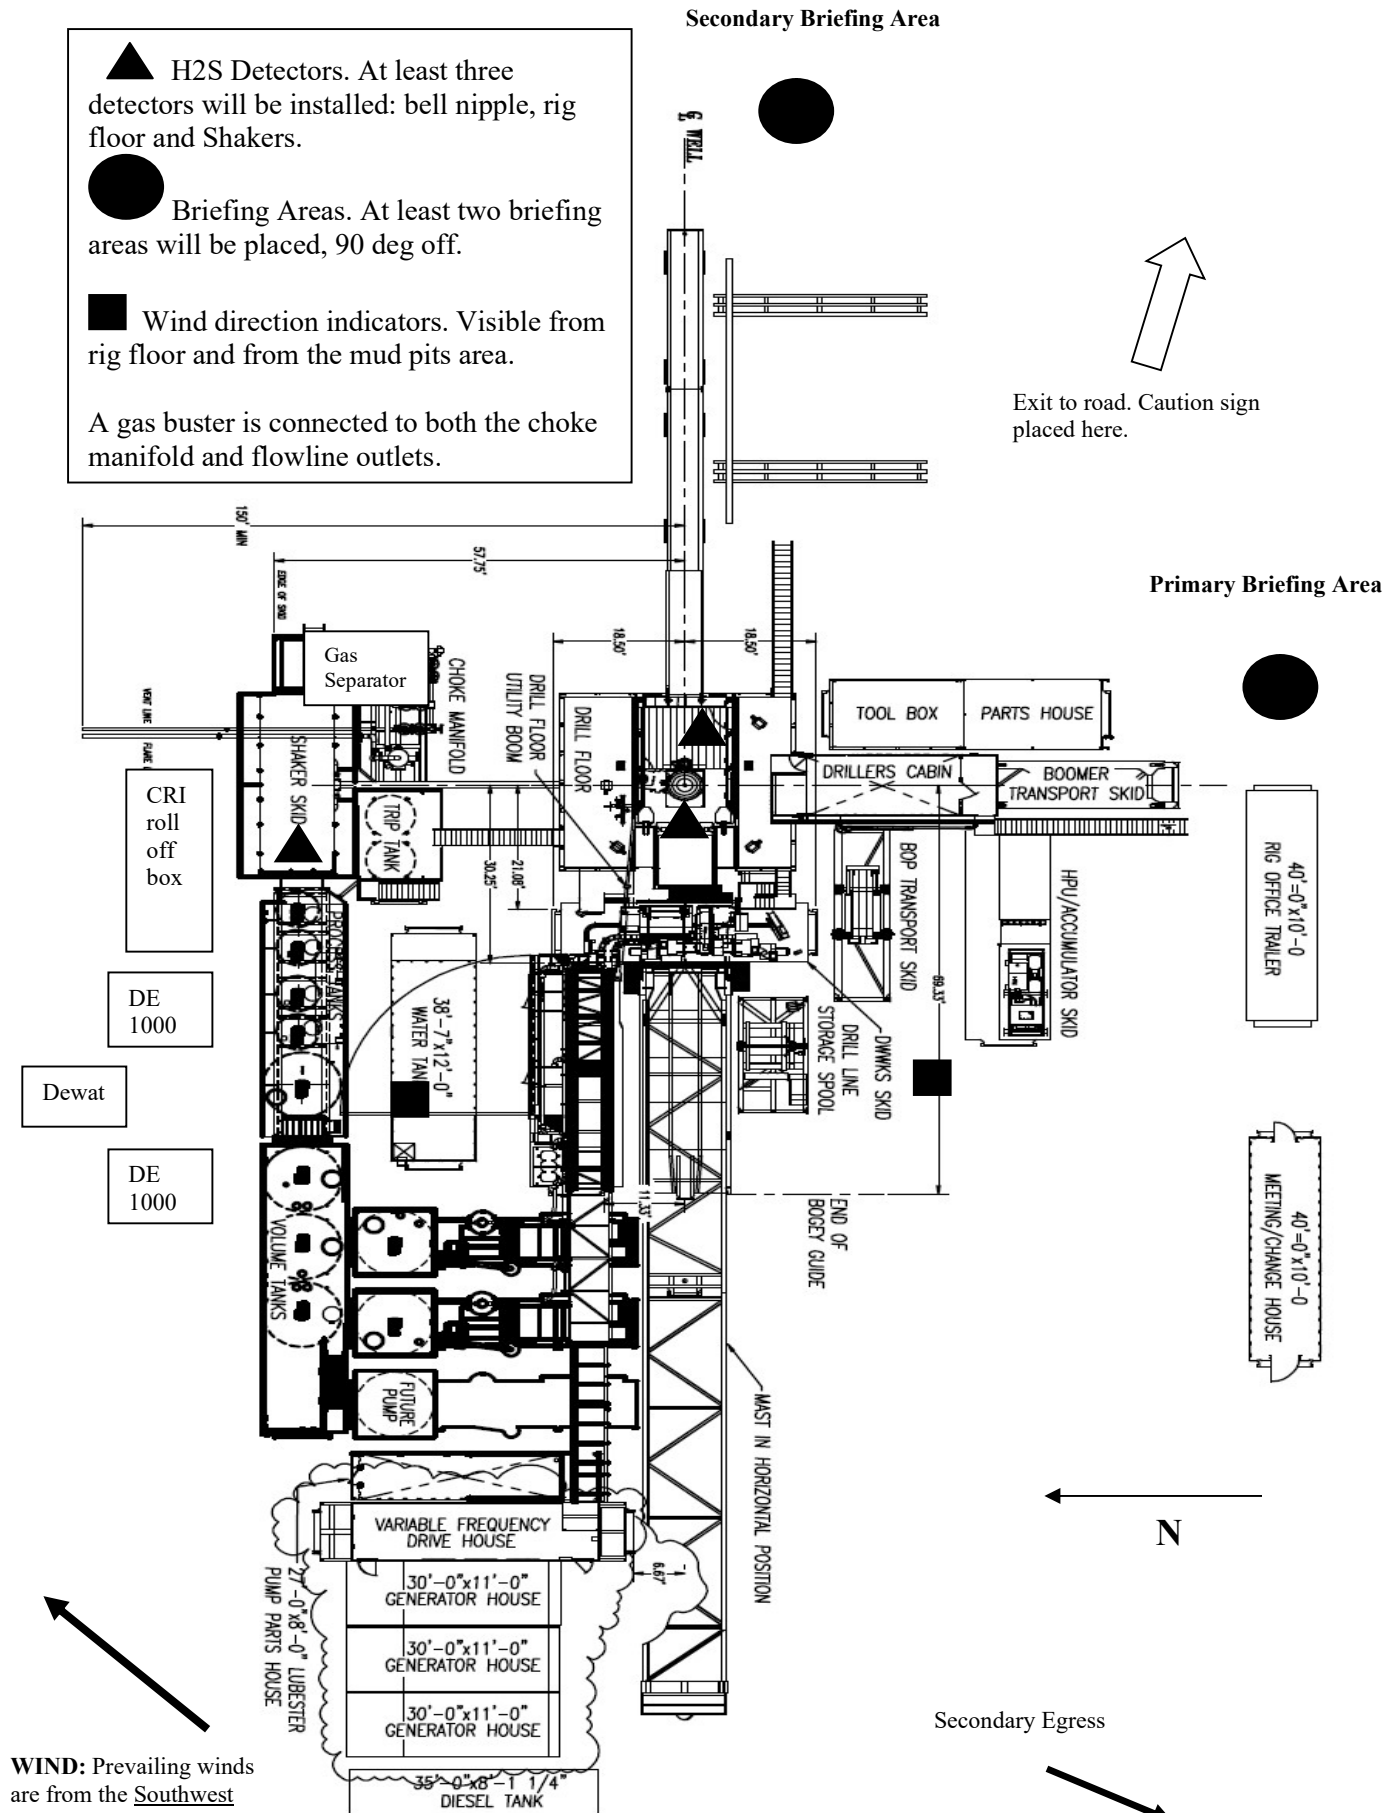 Secondary Briefing Area
H2S Detectors. At least three
detectors will be installed: bell nipple, rig
floor and Shakers.
Briefing Areas. At least two briefing
areas will be placed, 90 deg off.
Wind direction indicators. Visible from
rig floor and from the mud pits area.
A gas buster is connected to both the choke
manifold and flowline outlets.
WELL
Exit to road. Caution sign
placed here.
150' MIN
57.75'
EDGE OF SKID
Primary Briefing Area
18.50'
18.50'
Gas
Separator
CHOKE MANIFOLD
DRILL FLOOR
UTILITY BOOM
DRILL FLOOR
TOOL BOX
PARTS HOUSE
VENT LINE
FLARE
SHAKER SKID
DRILLERS CABIN
BOOMER
TRANSPORT SKID
CRI
roll
off
box
TRIP TANK
30.25'
21.08'
BOP TRANSPORT SKID
HPU/ACCUMULATOR SKID
40'=0"x10'-0
RIG OFFICE TRAILER
PROCESS TANKS
38'-7"x12'-0"
WATER TANK
69.33'
DE
1000
DRILL LINE
STORAGE SPOOL
DWWKS SKID
Dewat
DE
1000
VOLUME TANKS
11.33'
END OF
BOGEY GUIDE
40'=0"x10'-0
MEETING/CHANGE HOUSE
FUTURE
PUMP
MAST IN HORIZONTAL POSITION
N
VARIABLE FREQUENCY
DRIVE HOUSE
6.67'
27'-0"x8'-0" LUBESTER
PUMP PARTS HOUSE
30'-0"x11'-0"
GENERATOR HOUSE
30'-0"x11'-0"
GENERATOR HOUSE
30'-0"x11'-0"
GENERATOR HOUSE
Secondary Egress
WIND: Prevailing winds
are from the Southwest
35'-0"x8'-1 1/4"
DIESEL TANK